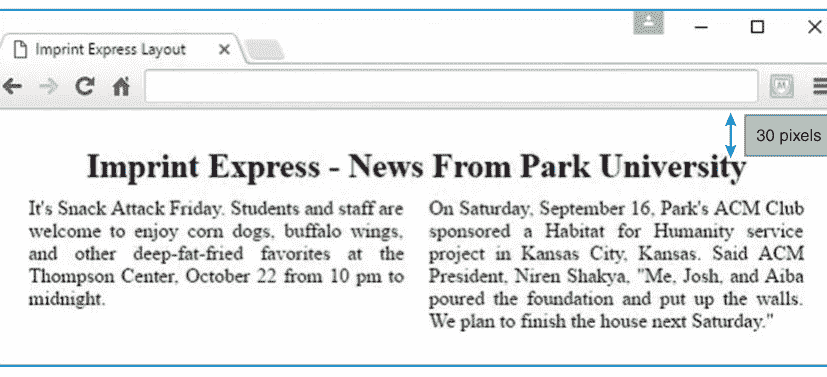 Imprint Express Layout
30 pixels
Imprint Express - News From Park University
It's Snack Attack Friday. Students and staff are
welcome to enjoy corn dogs, buffalo wings,
and other deep-fat-fried favorites at the
Thompson Center, October 22 from 10 pm to
midnight.
On Saturday, September 16, Park's ACM Club
sponsored a Habitat for Humanity service
project in Kansas City, Kansas. Said ACM
President, Niren Shakya, "Me, Josh, and Aiba
poured the foundation and put up the walls.
We plan to finish the house next Saturday."